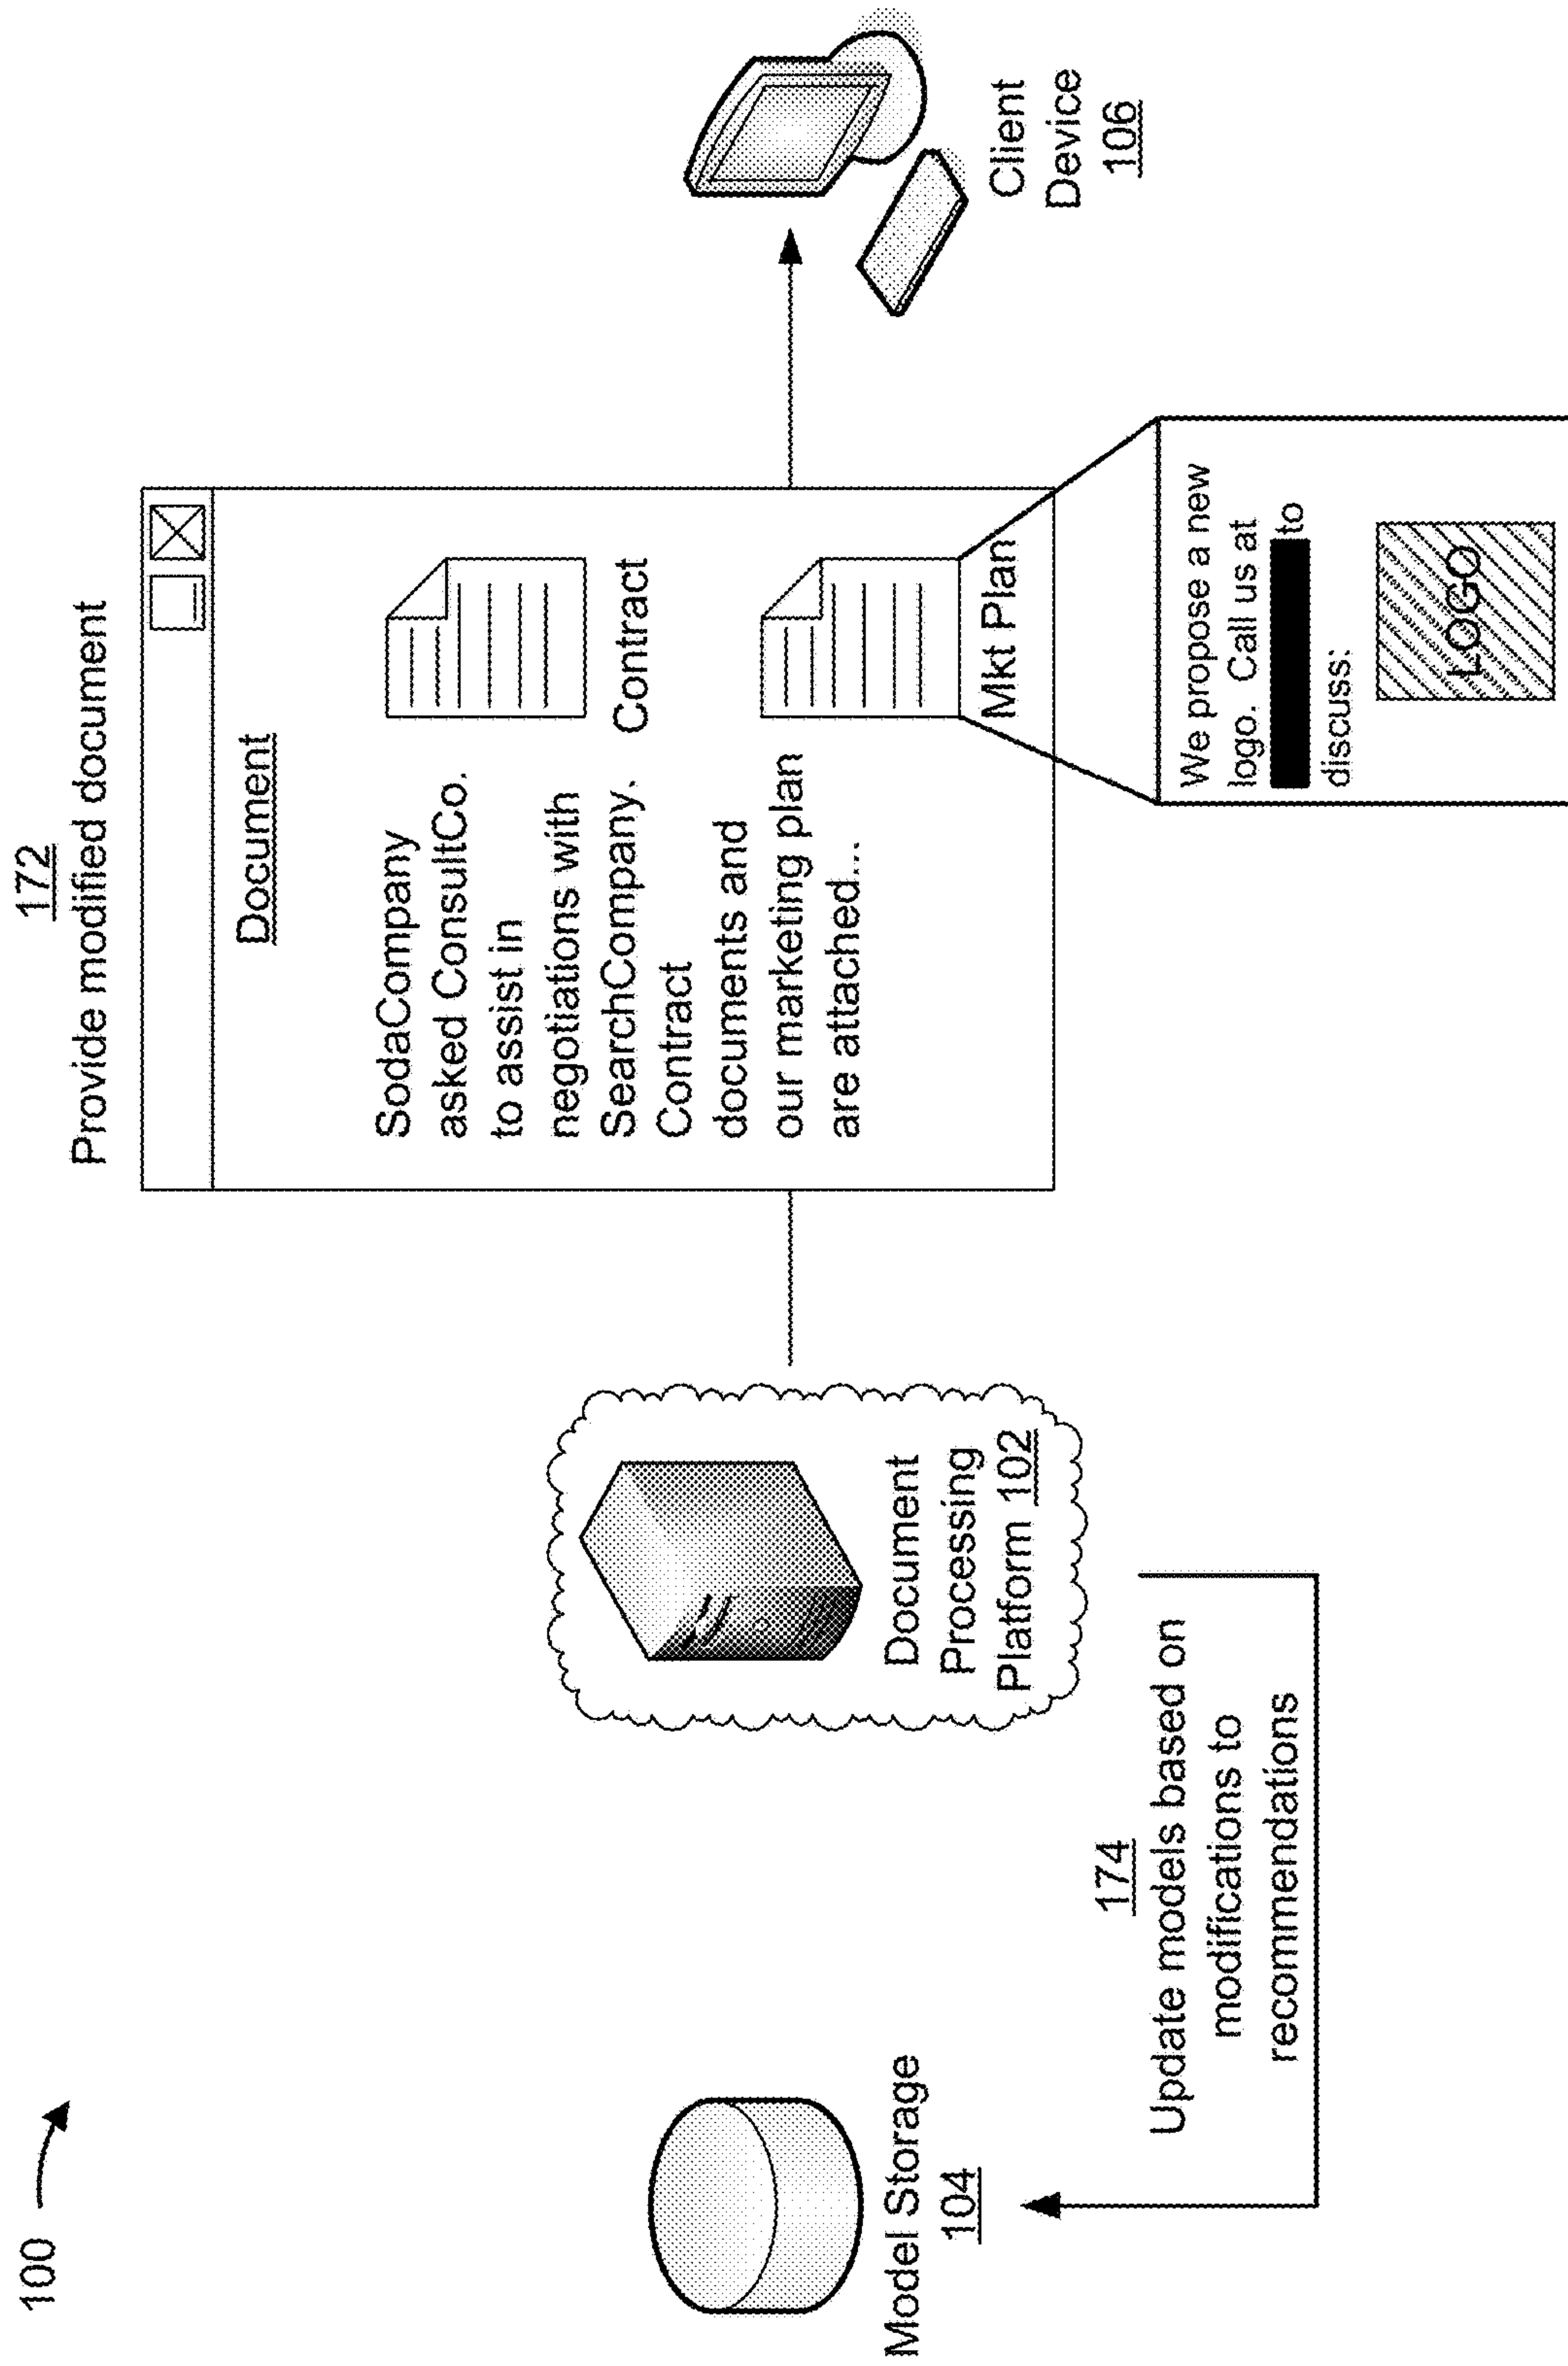 100
172
Provide modified document
Document
SodaCompany
asked ConsultCo.
to assist in
negotiations with
SearchCompany.
Contract
documents and
our marketing plan
are attached...
Contract
Mkt Plan
We propose a new
logo. Call us at
to
discuss:
LOGO
Client
Device
106
Document
Processing
Platform 102
174
Update models based on
modifications to
recommendations
Model Storage
104